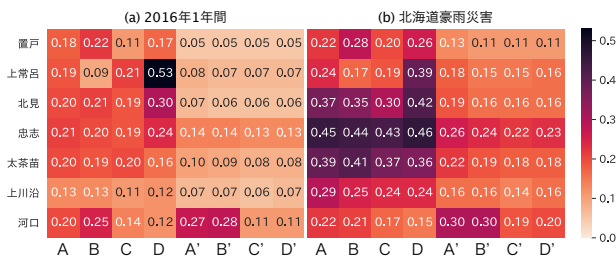 (a) 2016年1年間 (b) 北海道豪雨災害
置戸 0.18 0.22 0.11 0.17 0.05 0.05 0.05 0.05 0.22 0.28 0.20 0.26 0.13 0.11 0.11 0.11
上常呂 0.19 0.09 0.21 0.53 0.08 0.07 0.07 0.07 0.24 0.17 0.19 0.39 0.18 0.15 0.15 0.16
北見 0.20 0.21 0.19 0.30 0.07 0.06 0.06 0.06 0.37 0.35 0.30 0.42 0.19 0.16 0.16 0.16
忠志 0.21 0.20 0.19 0.24 0.14 0.14 0.13 0.13 0.45 0.44 0.43 0.46 0.26 0.24 0.22 0.23
太茶苗 0.20 0.19 0.20 0.16 0.10 0.09 0.08 0.08 0.39 0.41 0.37 0.36 0.22 0.19 0.18 0.18
上川沿 0.13 0.13 0.11 0.12 0.07 0.07 0.06 0.07 0.29 0.25 0.24 0.24 0.16 0.16 0.14 0.16
河口 0.20 0.25 0.14 0.12 0.27 0.28 0.11 0.11 0.22 0.21 0.17 0.15 0.30 0.30 0.19 0.20
A B C D A' B' C' D' A B C D A' B' C' D'
0.5
0.4
0.3
0.2
0.1
0.0